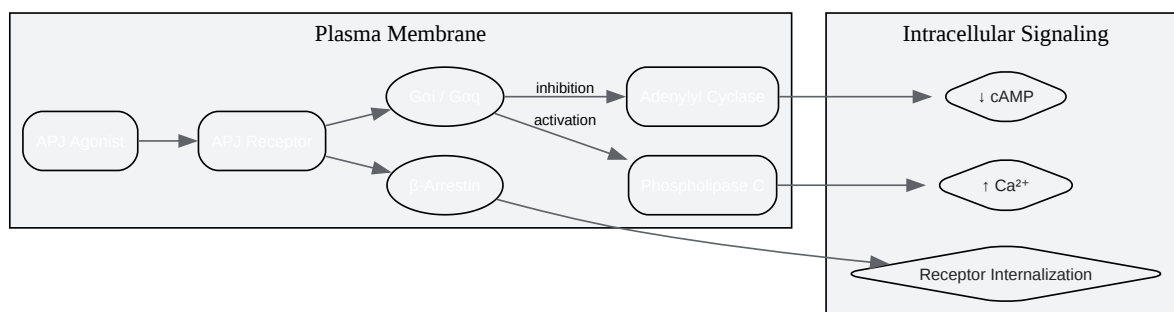 Plasma Membrane
Intracellular Signaling
APJ Agonist
APJ Receptor
Gαi / Gαq
β-Arrestin
inhibition
activation
Adenylyl Cyclase
Phospholipase C
↓ cAMP
↑ Ca²⁺
Receptor Internalization